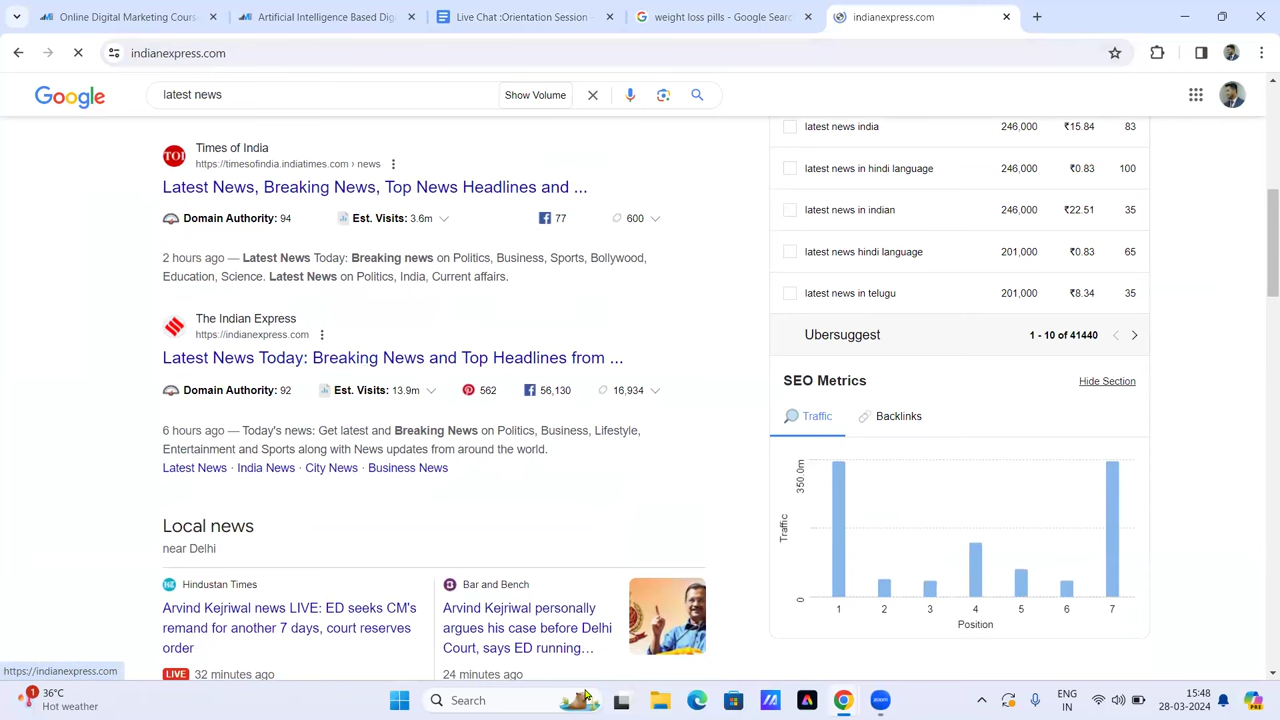 Online Digital Marketing Cours
Artificial Intelligence Based Digi
Live Chat :Orientation Session -
weight loss pills - Google Searc
indianexpress.com
indianexpress.com
Google
latest news
Show Volume
Times of India
https://timesofindia.indiatimes.com › news
Latest News, Breaking News, Top News Headlines and ...
Domain Authority: 94
Est. Visits: 3.6m
77
600
2 hours ago — Latest News Today: Breaking news on Politics, Business, Sports, Bollywood,
Education, Science. Latest News on Politics, India, Current affairs.
The Indian Express
https://indianexpress.com
Latest News Today: Breaking News and Top Headlines from ...
Domain Authority: 92
Est. Visits: 13.9m
562
56,130
16,934
6 hours ago — Today's news: Get latest and Breaking News on Politics, Business, Lifestyle,
Entertainment and Sports along with News updates from around the world.
Latest News · India News · City News · Business News
Local news
near Delhi
Hindustan Times
Arvind Kejriwal news LIVE: ED seeks CM's
remand for another 7 days, court reserves
order
LIVE 32 minutes ago
Bar and Bench
Arvind Kejriwal personally
argues his case before Delhi
Court, says ED running…
24 minutes ago
latest news india 246,000 ₹15.84 83
latest news in hindi language 246,000 ₹0.83 100
latest news in indian 246,000 ₹22.51 35
latest news hindi language 201,000 ₹0.83 65
latest news in telugu 201,000 ₹8.34 35
Ubersuggest 1 - 10 of 41440
SEO Metrics
Hide Section
Traffic
Backlinks
350.0m
Traffic
0
1 2 3 4 5 6 7
Position
https://indianexpress.com
1
36°C
Hot weather
Search
ENG
IN
15:48
28-03-2024
PRE